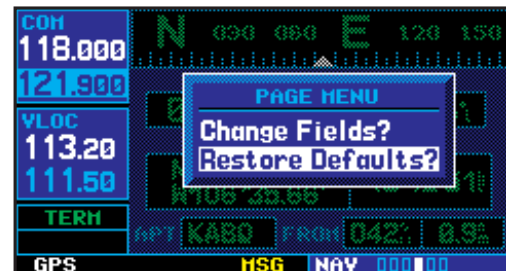 COM
118.000
121.900
VLOC
113.20
111.50
TERM
N 030 060 E 120 150
PAGE MENU
Change Fields?
Restore Defaults?
APT KABQ FROM 042° 8.9
GPS MSG NAV